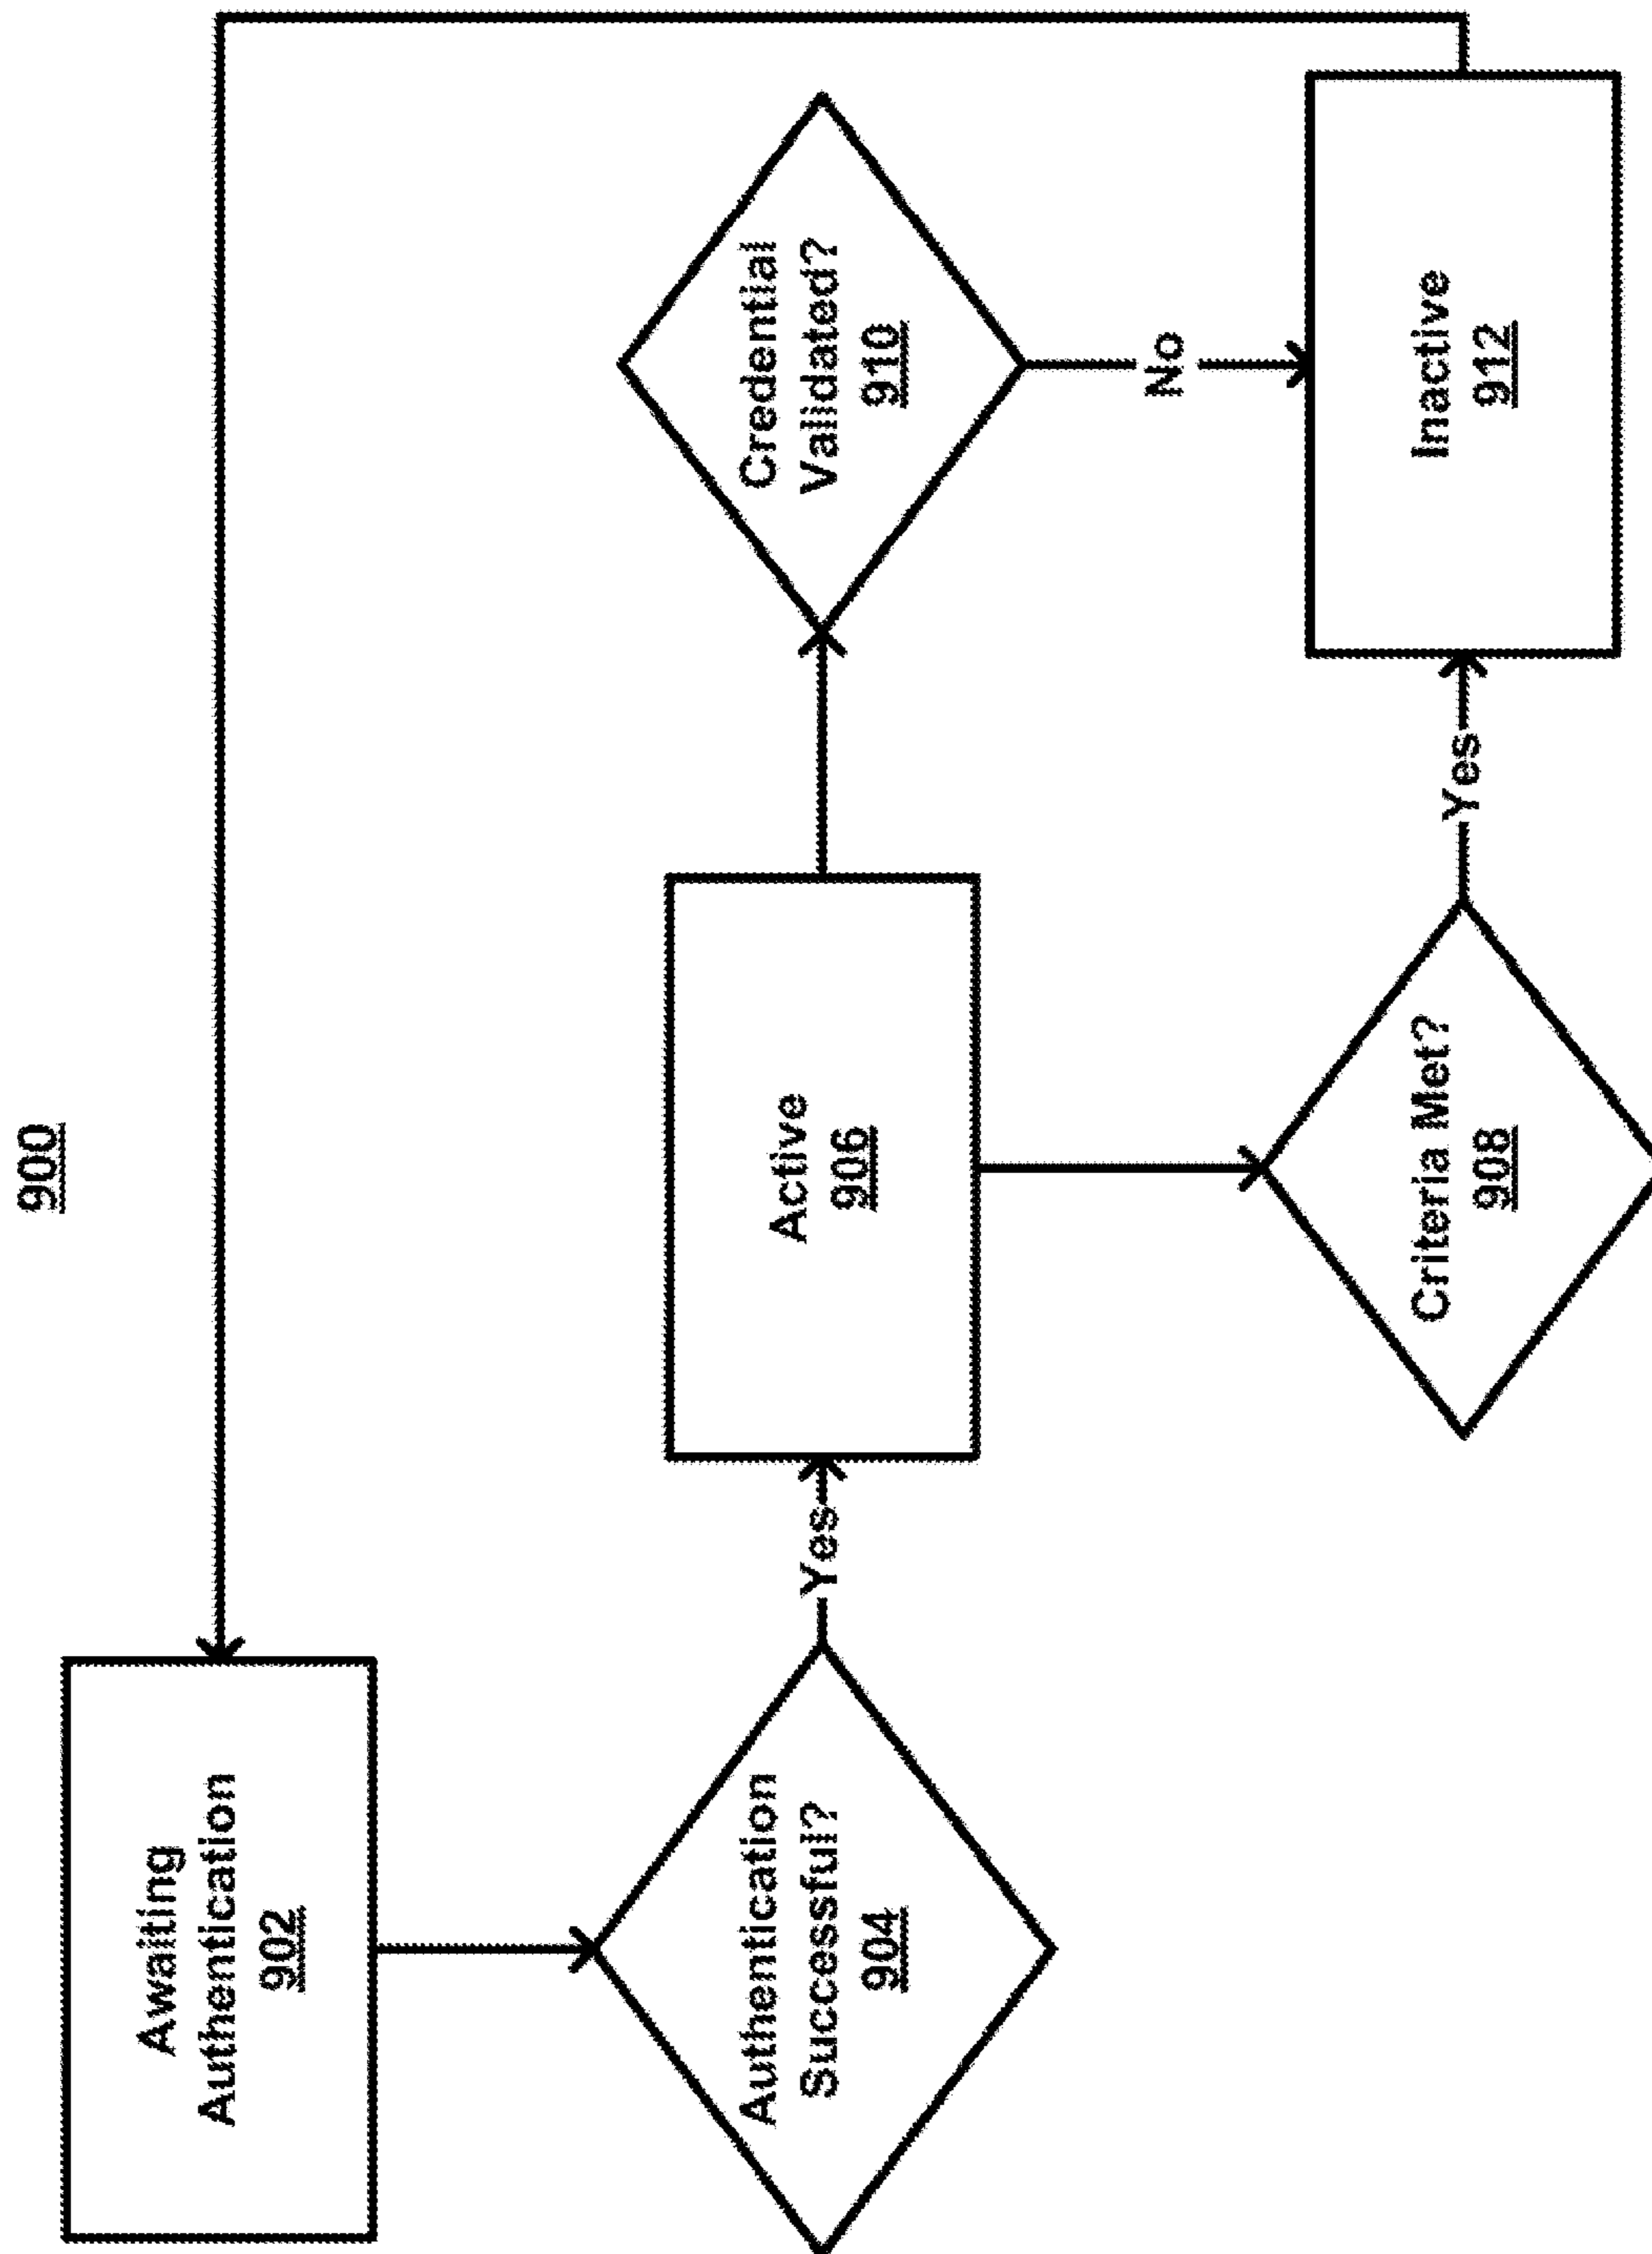 900
Awaiting
Authentication
902
Authentication
Successful?
904
Yes
Active
906
Criteria Met?
908
Yes
Credential
Validated?
910
No
Inactive
912